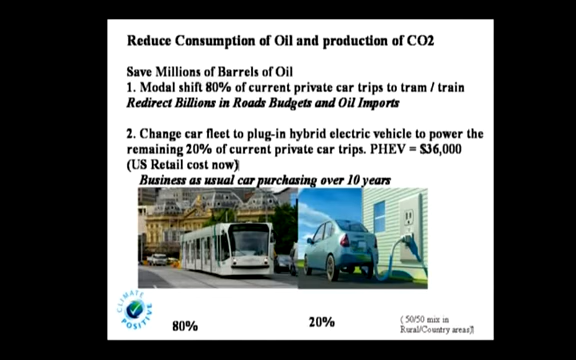 Reduce Consumption of Oil and production of CO2
Save Millions of Barrels of Oil
1. Modal shift 80% of current private car trips to tram / train
Redirect Billions in Roads Budgets and Oil Imports
2. Change car fleet to plug-in hybrid electric vehicle to power the
remaining 20% of current private car trips. PHEV = $36,000
(US Retail cost now)
Business as usual car purchasing over 10 years
CLIMATE
POSITIVE
80%
20%
( 50/50 mix in
Rural/Country areas)